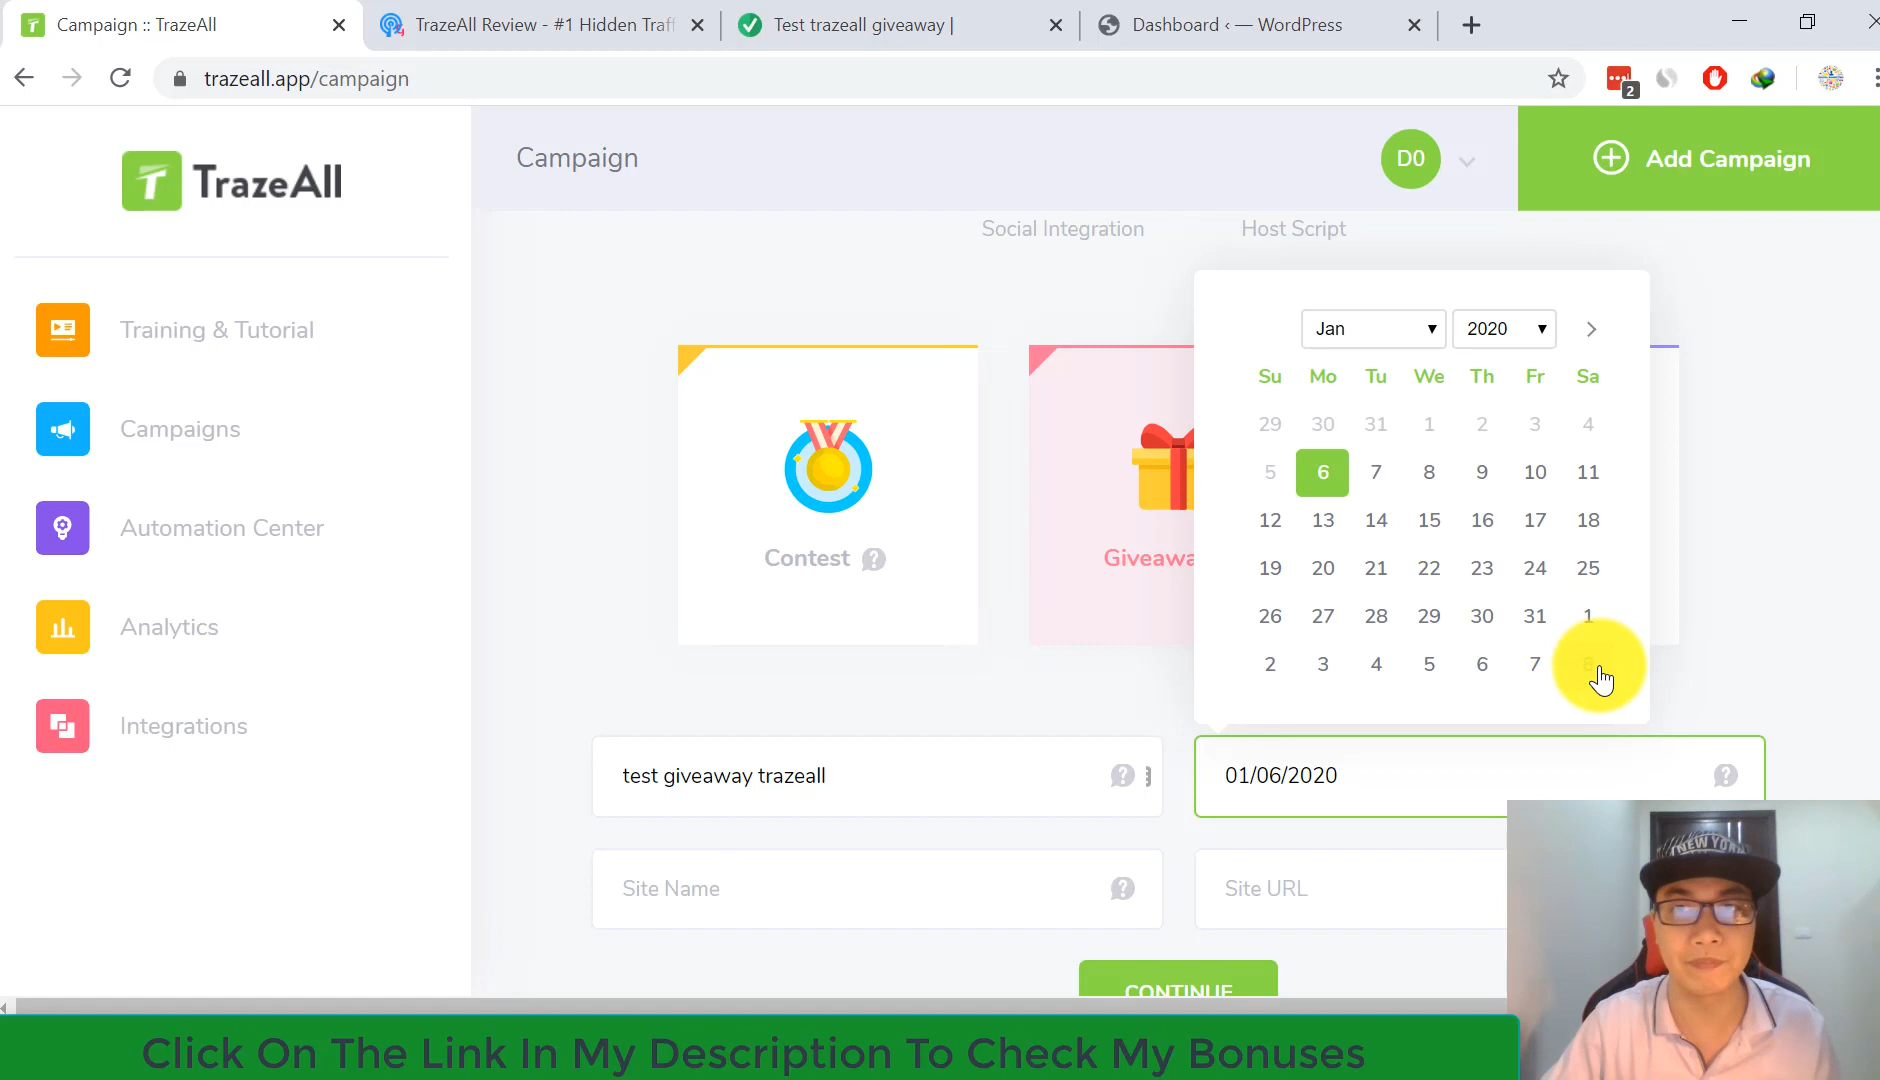 Campaign :: TrazeAll
TrazeAll Review - #1 Hidden Traff
Test trazeall giveaway |
Dashboard ‹ — WordPress
trazeall.app/campaign
2
T TrazeAll
Campaign
D0
Add Campaign
Social Integration
Host Script
Training & Tutorial
Campaigns
Automation Center
Analytics
Integrations
Contest
Giveawa
Jan
2020
Su Mo Tu We Th Fr Sa
29 30 31 1 2 3 4
5 6 7 8 9 10 11
12 13 14 15 16 17 18
19 20 21 22 23 24 25
26 27 28 29 30 31 1
2 3 4 5 6 7 8
test giveaway trazeall
01/06/2020
Site Name
Site URL
CONTINUE
NEW YORK
Click On The Link In My Description To Check My Bonuses